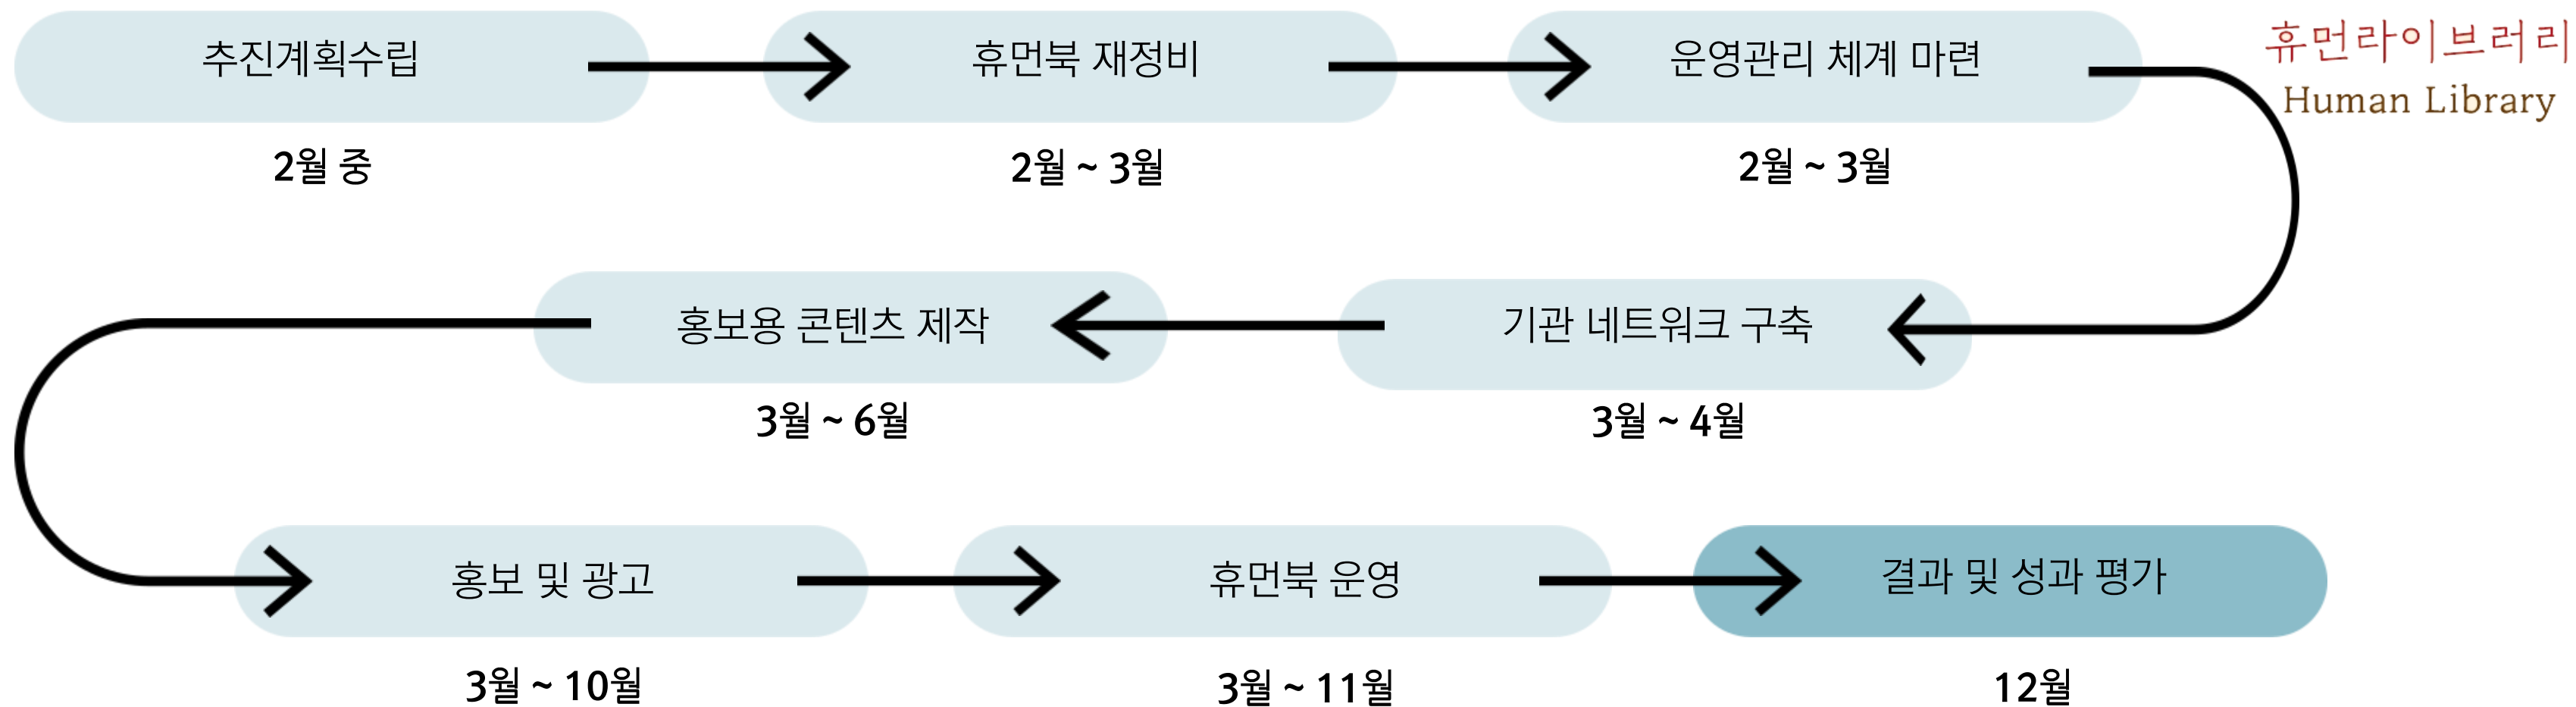 추진계획수립
2월 중
휴먼북 재정비
2월 ~ 3월
운영관리 체계 마련
2월 ~ 3월
휴먼라이브러리
Human Library
기관 네트워크 구축
3월 ~ 4월
홍보용 콘텐츠 제작
3월 ~ 6월
홍보 및 광고
3월 ~ 10월
휴먼북 운영
3월 ~ 11월
결과 및 성과 평가
12월